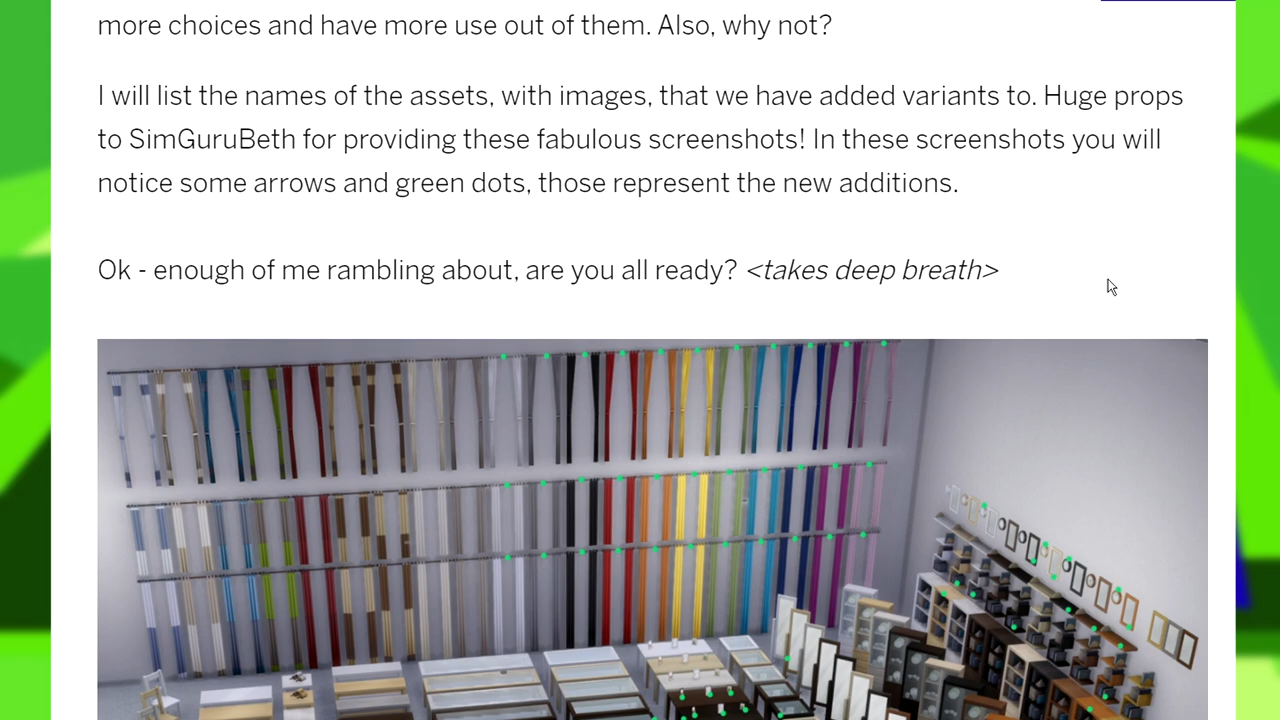 more choices and have more use out of them. Also, why not?
I will list the names of the assets, with images, that we have added variants to. Huge props
to SimGuruBeth for providing these fabulous screenshots! In these screenshots you will
notice some arrows and green dots, those represent the new additions.
Ok - enough of me rambling about, are you all ready? <takes deep breath>